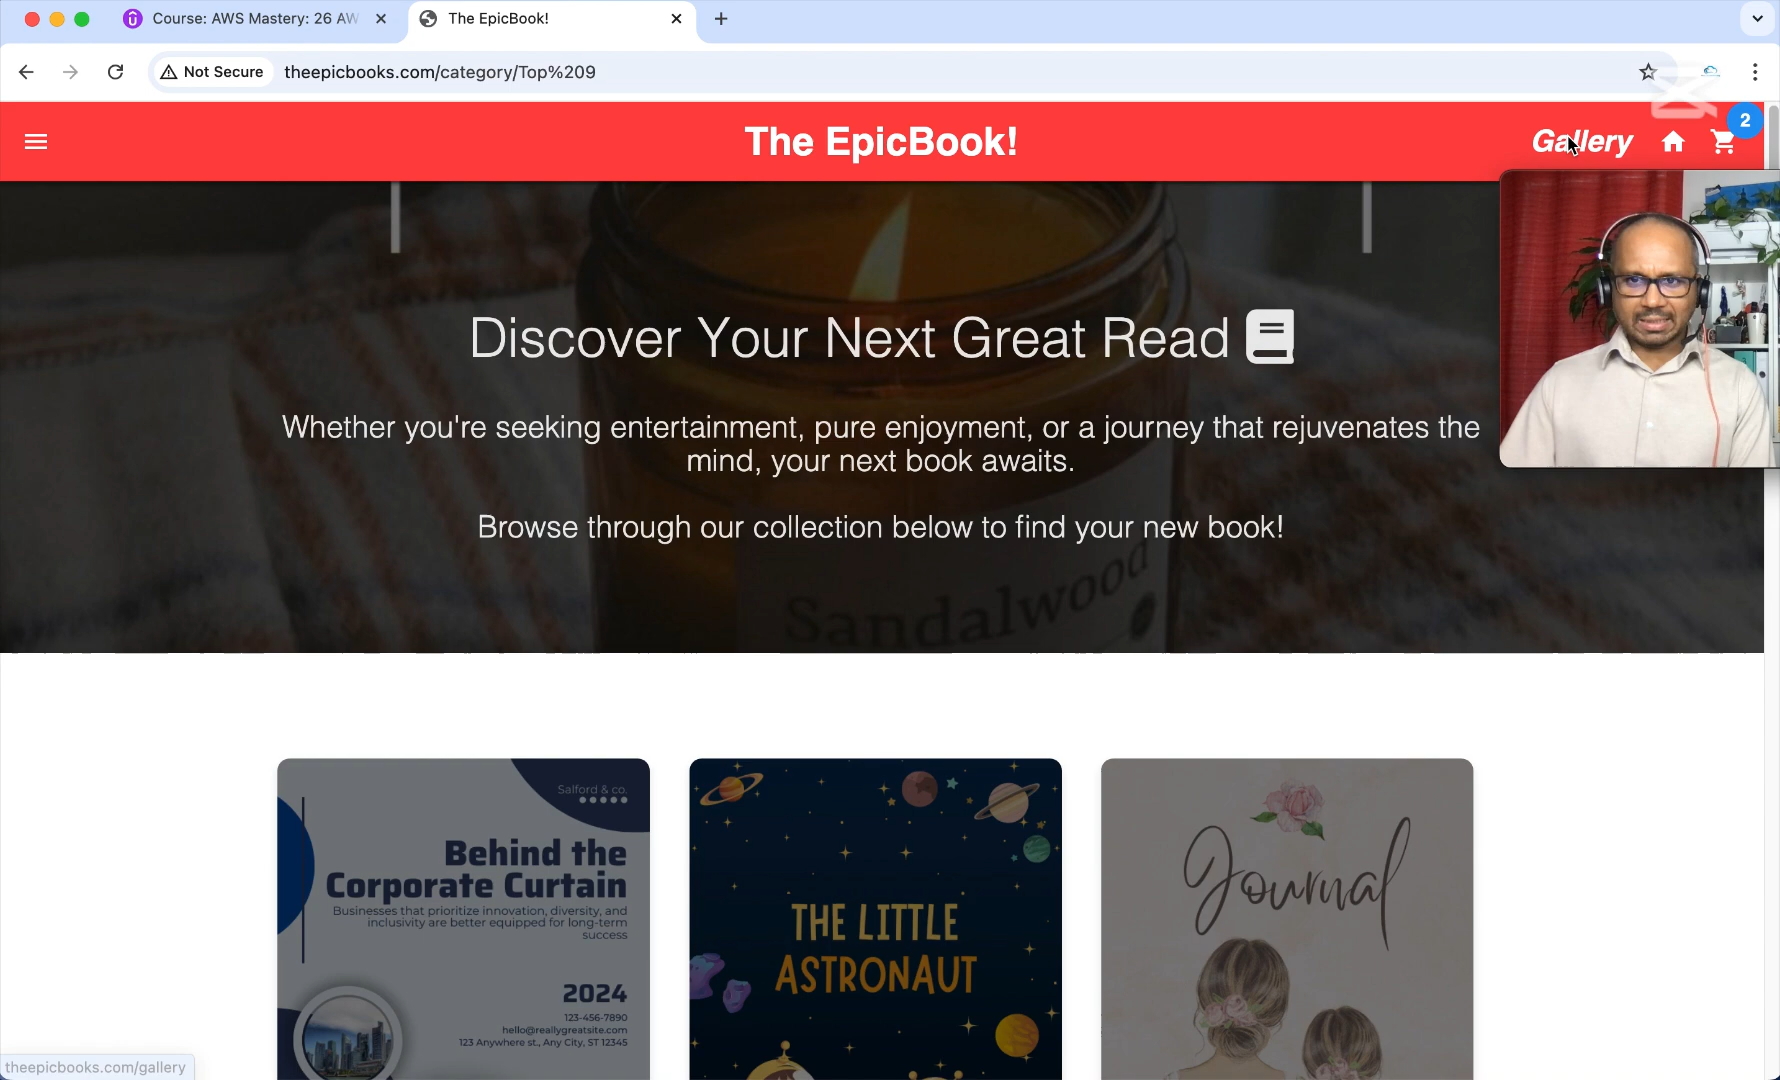 Course: AWS Mastery: 26 AW
The EpicBook!
Not Secure
theepicbooks.com/category/Top%209
The EpicBook!
Gallery
2
Discover Your Next Great Read
Whether you're seeking entertainment, pure enjoyment, or a journey that rejuvenates the
mind, your next book awaits.
Browse through our collection below to find your new book!
Sandalwood
Salford & co.
Behind the
Corporate Curtain
Businesses that prioritize innovation, diversity, and
inclusivity are better equipped for long-term
success
2024
123-456-7890
hello@reallygreatsite.com
123 Anywhere st., Any City, ST 12345
THE LITTLE
ASTRONAUT
Journal
theepicbooks.com/gallery